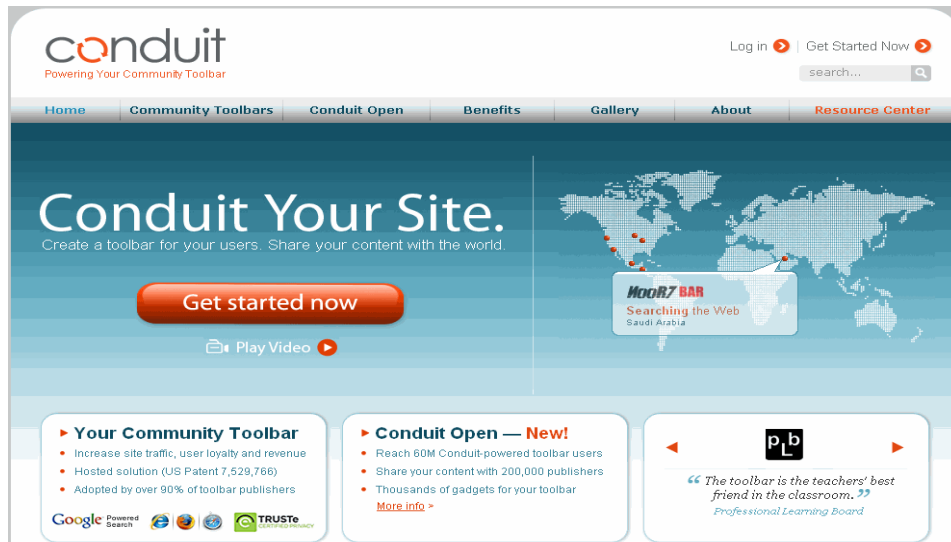 conduit
Powering Your Community Toolbar
Log in
Get Started Now
search...
Home Community Toolbars Conduit Open Benefits Gallery About Resource Center
Conduit Your Site.
Create a toolbar for your users. Share your content with the world.
Get started now
Play Video
NooR7 BAR
Searching the Web
Saudi Arabia
Your Community Toolbar
Increase site traffic, user loyalty and revenue
Hosted solution (US Patent 7,529,766)
Adopted by over 90% of toolbar publishers
Google Powered
Search
TRUSTe
CERTIFIED PRIVACY
Conduit Open — New!
Reach 60M Conduit-powered toolbar users
Share your content with 200,000 publishers
Thousands of gadgets for your toolbar
More info >
pLb
“ The toolbar is the teachers' best
friend in the classroom. ”
Professional Learning Board